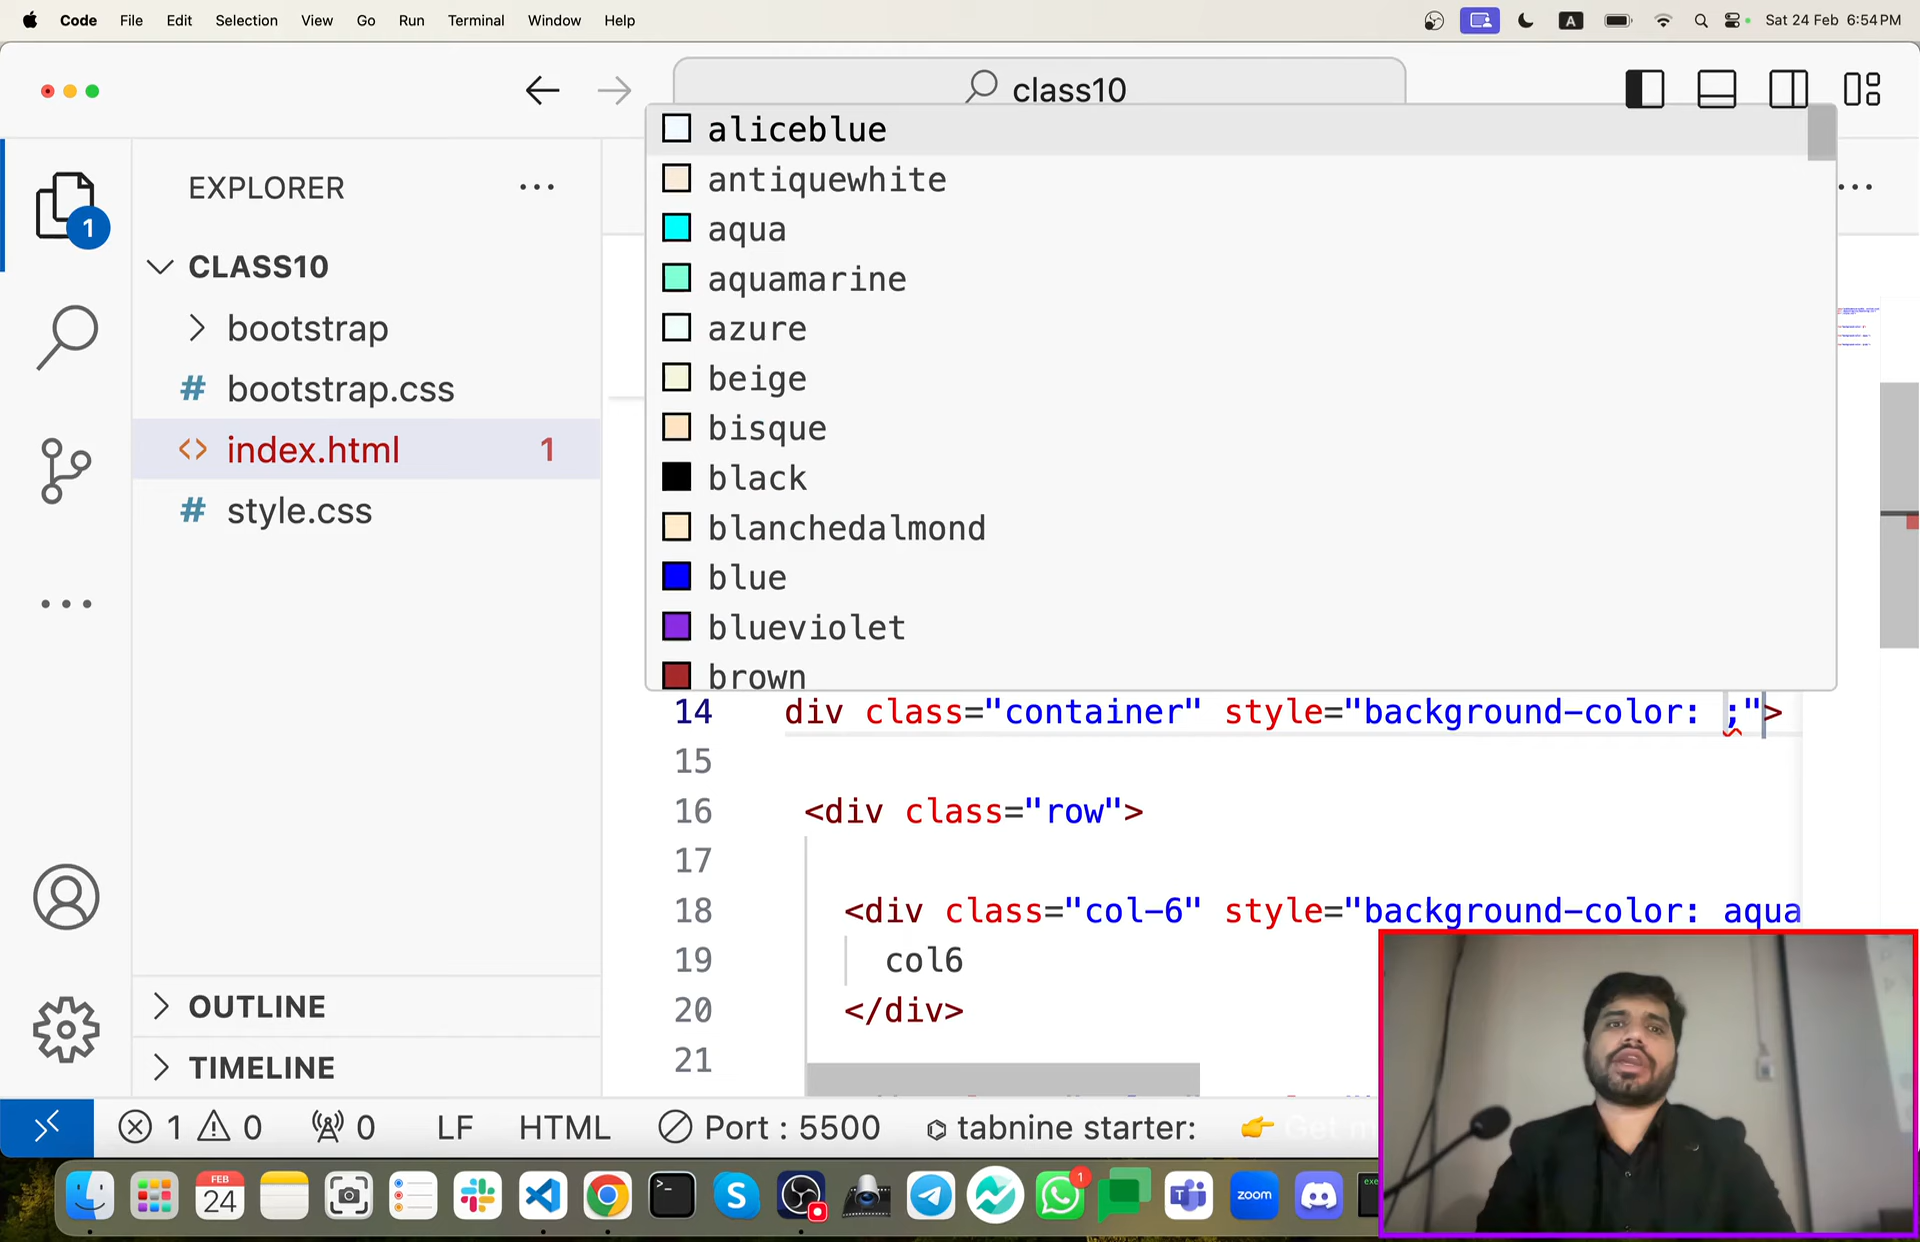 Code File Edit Selection View Go Run Terminal Window Help
A
Sat 24 Feb 6:54 PM
class10
EXPLORER
1
CLASS10
bootstrap
# bootstrap.css
<> index.html 1
# style.css
OUTLINE
TIMELINE
aliceblue
antiquewhite
aqua
aquamarine
azure
beige
bisque
black
blanchedalmond
blue
blueviolet
brown
14 div class="container" style="background-color: ;">
15
16 <div class="row">
17
18 <div class="col-6" style="background-color: aqua
19 col6
20 </div>
21
1 0 0 LF HTML Port : 5500 tabnine starter: Get
FEB
24
S
1
zoom
exe